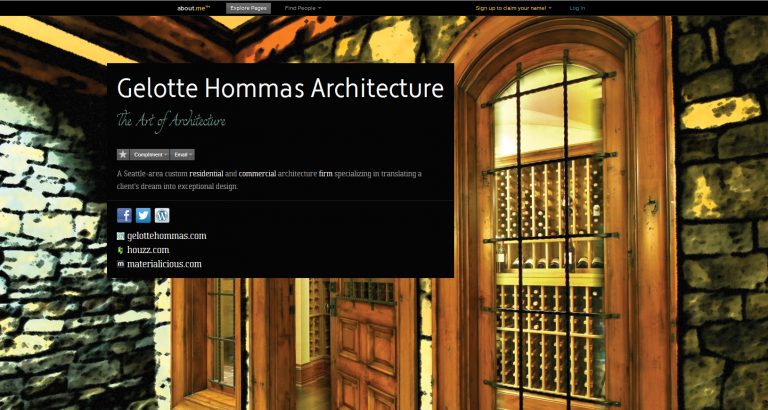 about.me™ Explore Pages Find People Sign up to claim your name! Log in
Gelotte Hommas Architecture
The Art of Architecture
Compliment Email
A Seattle-area custom residential and commercial architecture firm specializing in translating a
client's dream into exceptional design.
gelottehommas.com
houzz.com
materialicious.com